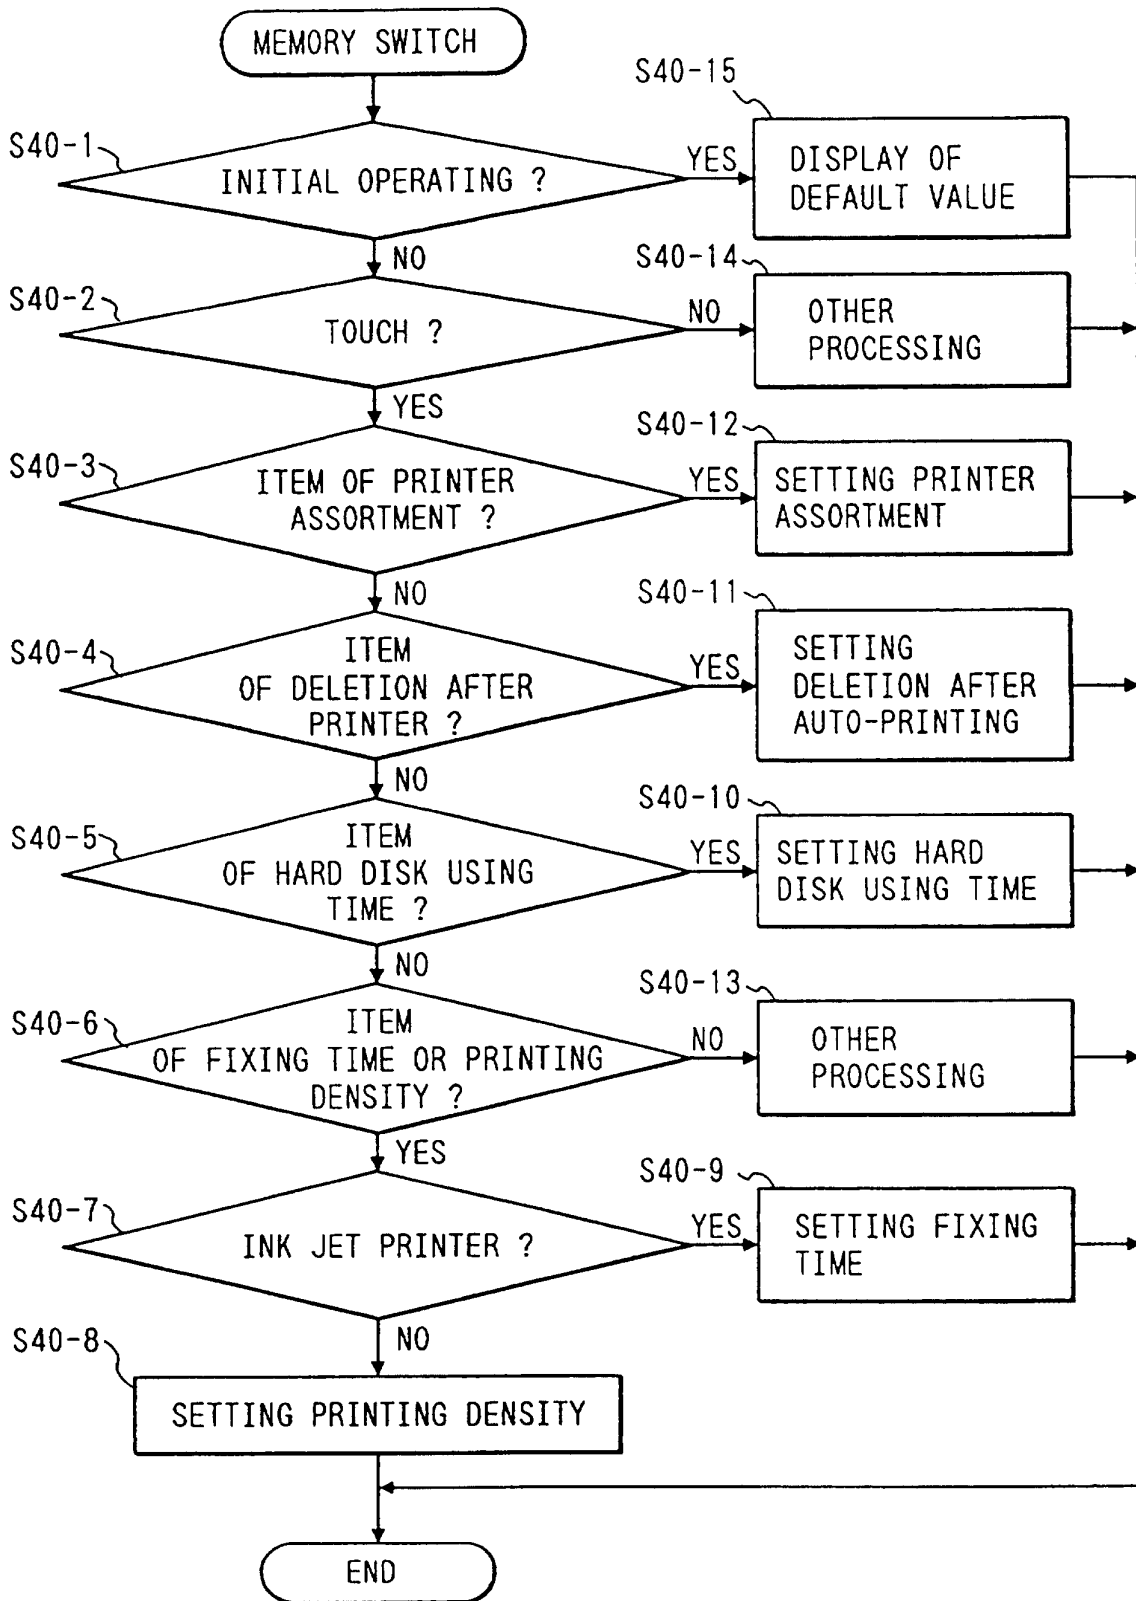 MEMORY SWITCH
S40-15
S40-1
INITIAL OPERATING ?
YES
DISPLAY OF
DEFAULT VALUE
NO
S40-14
S40-2
TOUCH ?
NO
OTHER
PROCESSING
YES
S40-12
S40-3
ITEM OF PRINTER
ASSORTMENT ?
YES
SETTING PRINTER
ASSORTMENT
NO
S40-11
S40-4
ITEM
OF DELETION AFTER
PRINTER ?
YES
SETTING
DELETION AFTER
AUTO-PRINTING
NO
S40-10
S40-5
ITEM
OF HARD DISK USING
TIME ?
YES
SETTING HARD
DISK USING TIME
NO
S40-13
S40-6
ITEM
OF FIXING TIME OR PRINTING
DENSITY ?
NO
OTHER
PROCESSING
YES
S40-9
S40-7
INK JET PRINTER ?
YES
SETTING FIXING
TIME
NO
S40-8
SETTING PRINTING DENSITY
END